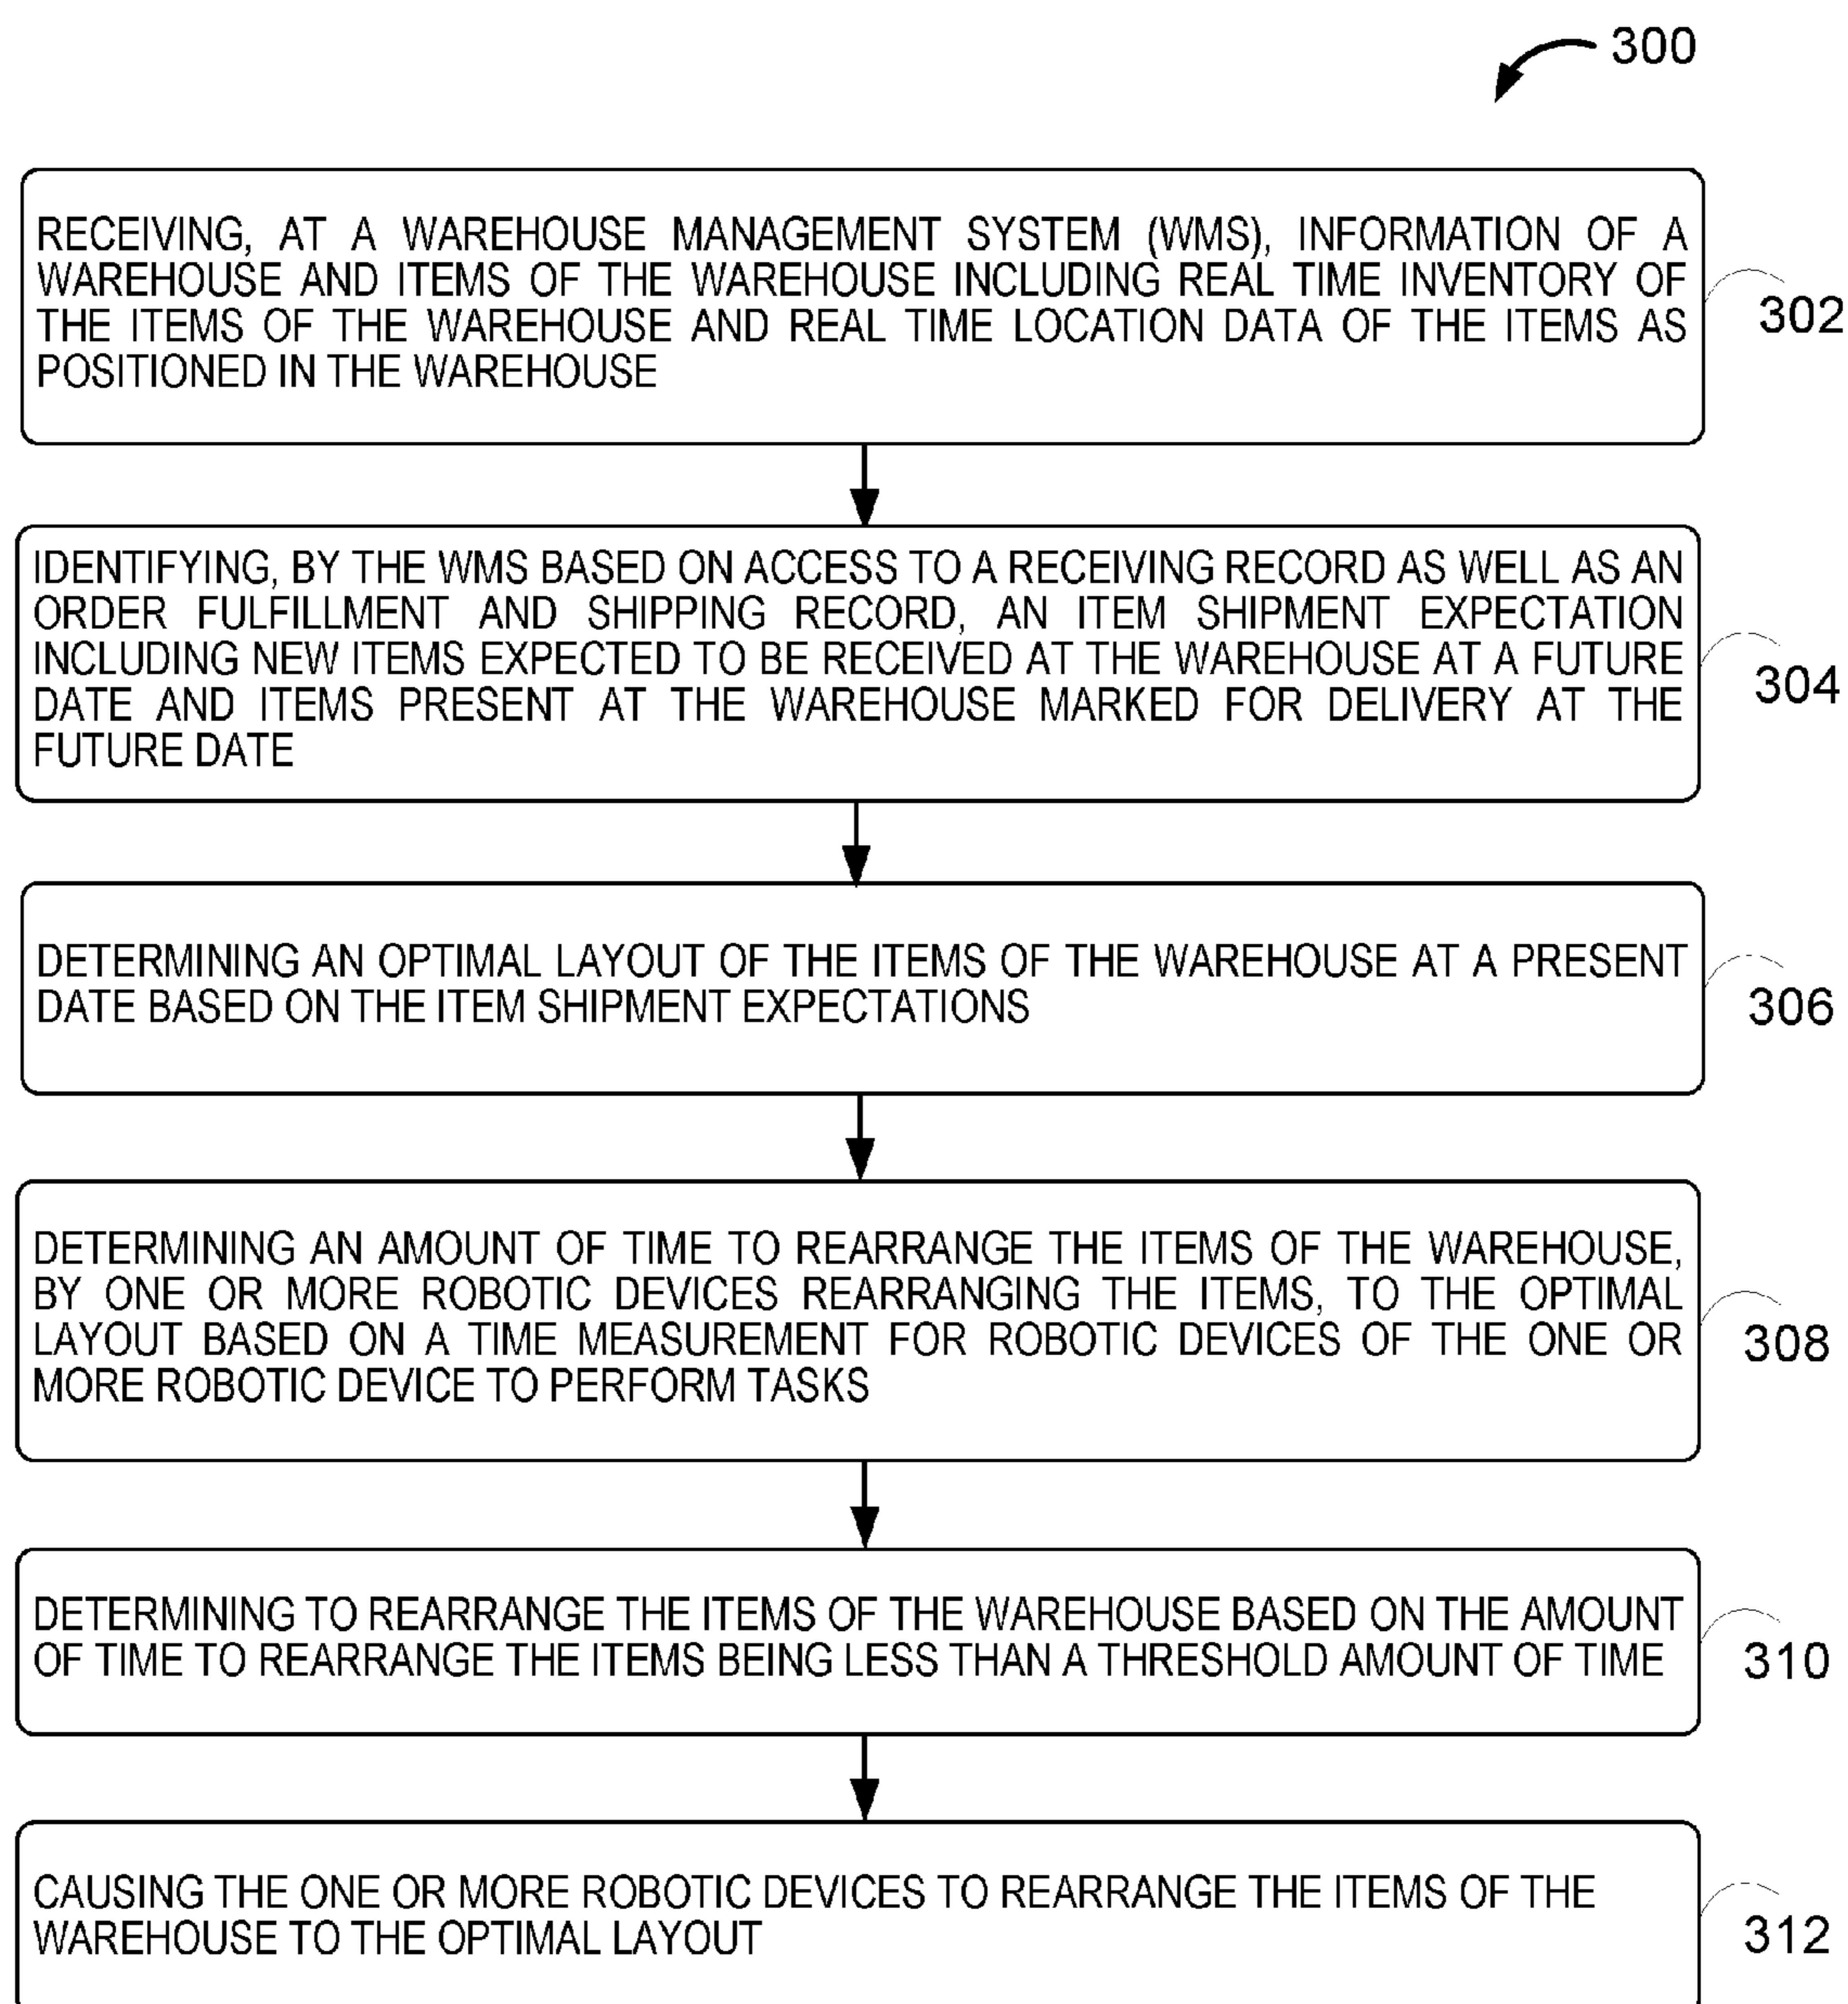 300
RECEIVING, AT A WAREHOUSE MANAGEMENT SYSTEM (WMS), INFORMATION OF A
WAREHOUSE AND ITEMS OF THE WAREHOUSE INCLUDING REAL TIME INVENTORY OF
THE ITEMS OF THE WAREHOUSE AND REAL TIME LOCATION DATA OF THE ITEMS AS
POSITIONED IN THE WAREHOUSE
302
IDENTIFYING, BY THE WMS BASED ON ACCESS TO A RECEIVING RECORD AS WELL AS AN
ORDER FULFILLMENT AND SHIPPING RECORD, AN ITEM SHIPMENT EXPECTATION
INCLUDING NEW ITEMS EXPECTED TO BE RECEIVED AT THE WAREHOUSE AT A FUTURE
DATE AND ITEMS PRESENT AT THE WAREHOUSE MARKED FOR DELIVERY AT THE
FUTURE DATE
304
DETERMINING AN OPTIMAL LAYOUT OF THE ITEMS OF THE WAREHOUSE AT A PRESENT
DATE BASED ON THE ITEM SHIPMENT EXPECTATIONS
306
DETERMINING AN AMOUNT OF TIME TO REARRANGE THE ITEMS OF THE WAREHOUSE,
BY ONE OR MORE ROBOTIC DEVICES REARRANGING THE ITEMS, TO THE OPTIMAL
LAYOUT BASED ON A TIME MEASUREMENT FOR ROBOTIC DEVICES OF THE ONE OR
MORE ROBOTIC DEVICE TO PERFORM TASKS
308
DETERMINING TO REARRANGE THE ITEMS OF THE WAREHOUSE BASED ON THE AMOUNT
OF TIME TO REARRANGE THE ITEMS BEING LESS THAN A THRESHOLD AMOUNT OF TIME
310
CAUSING THE ONE OR MORE ROBOTIC DEVICES TO REARRANGE THE ITEMS OF THE
WAREHOUSE TO THE OPTIMAL LAYOUT
312